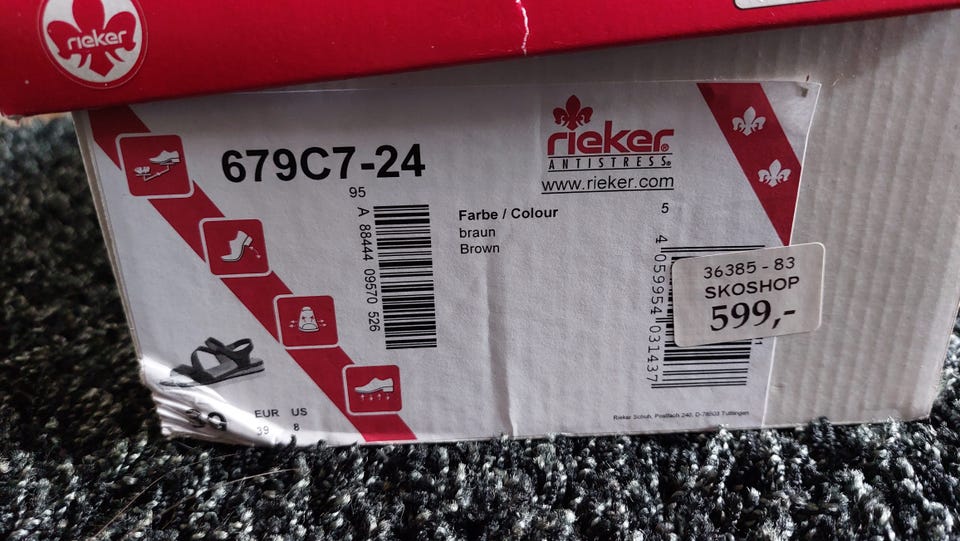 rieker
679C7-24
rieker®
ANTISTRESS®
www.rieker.com
95
A 88444 09570 526
Farbe / Colour
braun
Brown
5
4 059954 031437
36385 - 83
SKOSHOP
599,-
39
EUR US
39 8
Rieker Schuh, Postfach 240, D-78503 Tuttlingen